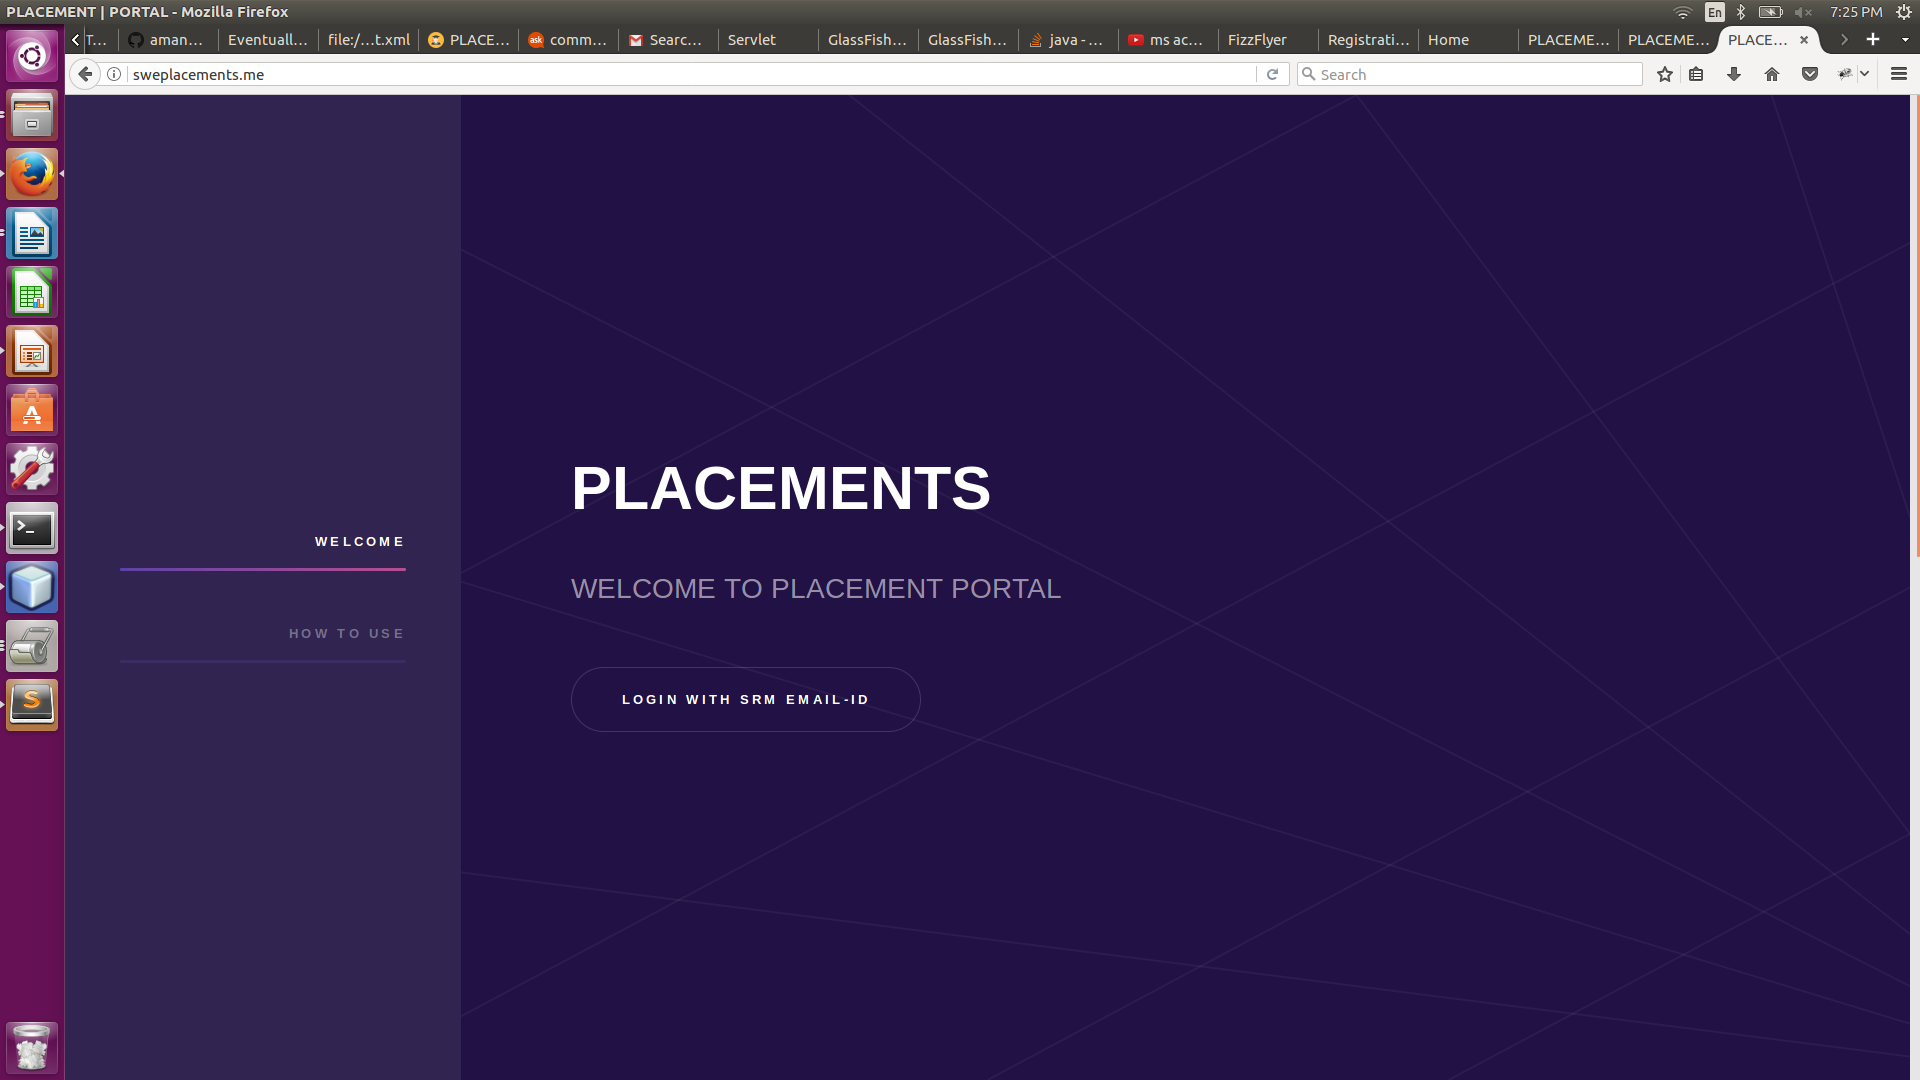 PLACEMENT | PORTAL - Mozilla Firefox
En
7:25 PM
T...
aman...
Eventuall...
file:/...t.xml
PLACE...
ask
comm...
Searc...
Servlet
GlassFish...
GlassFish...
java - ...
ms ac...
FizzFlyer
Registrati...
Home
PLACEME...
PLACEME...
PLACE...
sweplacements.me
Search
WELCOME
HOW TO USE
PLACEMENTS
WELCOME TO PLACEMENT PORTAL
LOGIN WITH SRM EMAIL-ID